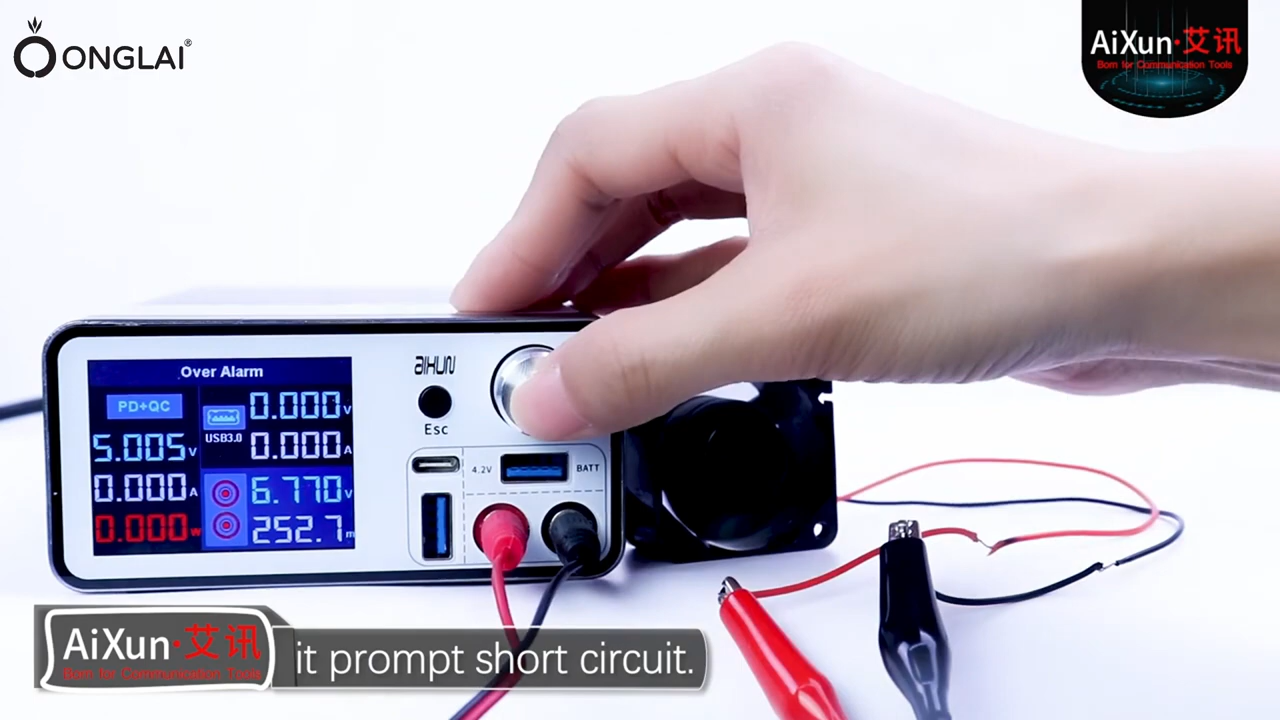 ONGLAI®
AiXun·艾讯
Born for Communication Tools
Over Alarm
PD+QC
0.000V
5.005V
USB3.0
0.000A
0.000A
6.770V
0.000W
252.7m
aiXUN
Esc
4.2V
BATT
AiXun·艾讯
Born for Communication Tools
it prompt short circuit.